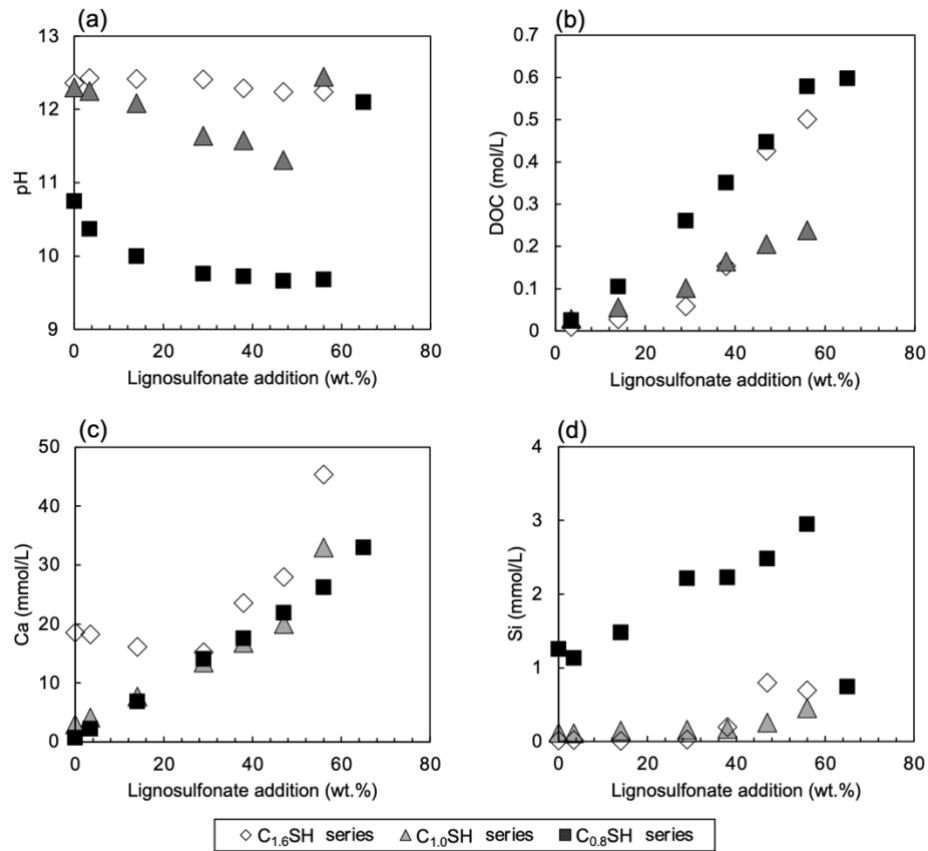 (a)
13
12
11
10
9
pH
0 20 40 60 80
Lignosulfonate addition (wt.%)
(b)
0.7
0.6
0.5
0.4
0.3
0.2
0.1
0
DOC (mol/L)
0 20 40 60 80
Lignosulfonate addition (wt.%)
(c)
50
40
30
20
10
0
Ca (mmol/L)
0 20 40 60 80
Lignosulfonate addition (wt.%)
(d)
4
3
2
1
0
Si (mmol/L)
0 20 40 60 80
Lignosulfonate addition (wt.%)
C1.6SH series C1.0SH series C0.8SH series